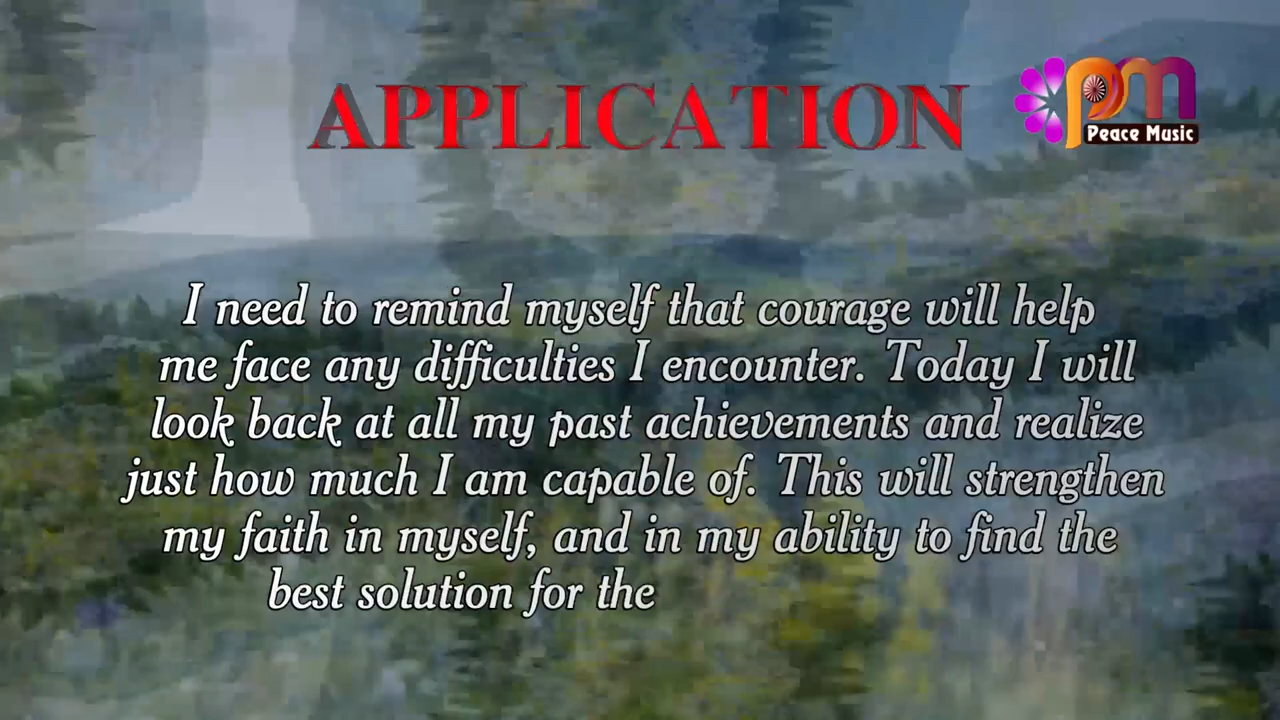 APPLICATION
pm
Peace Music
I need to remind myself that courage will help
me face any difficulties I encounter. Today I will
look back at all my past achievements and realize
just how much I am capable of. This will strengthen
my faith in myself, and in my ability to find the
best solution for the